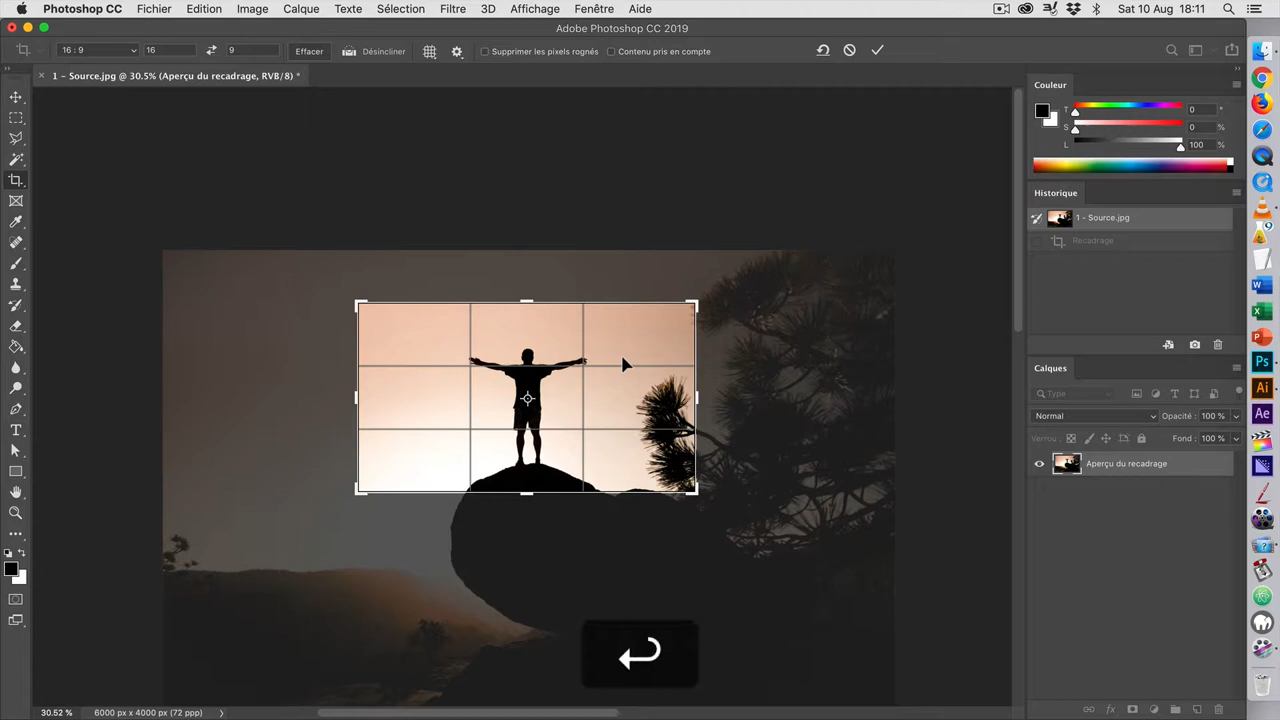 Photoshop CC Fichier Edition Image Calque Texte Sélection Filtre 3D Affichage Fenêtre Aide Sat 10 Aug 18:11
Adobe Photoshop CC 2019
16 : 9 16 9 Effacer Désincliner Supprimer les pixels rognés Contenu pris en compte
1 – Source.jpg @ 30.5% (Aperçu du recadrage, RVB/8) *
Couleur
T 0 °
S 0 %
L 100 %
Historique
1 - Source.jpg
Recadrage
Calques
Type
Normal Opacité : 100 %
Verrou : Fond : 100 %
Aperçu du recadrage
30.52 % 6000 px x 4000 px (72 ppp)